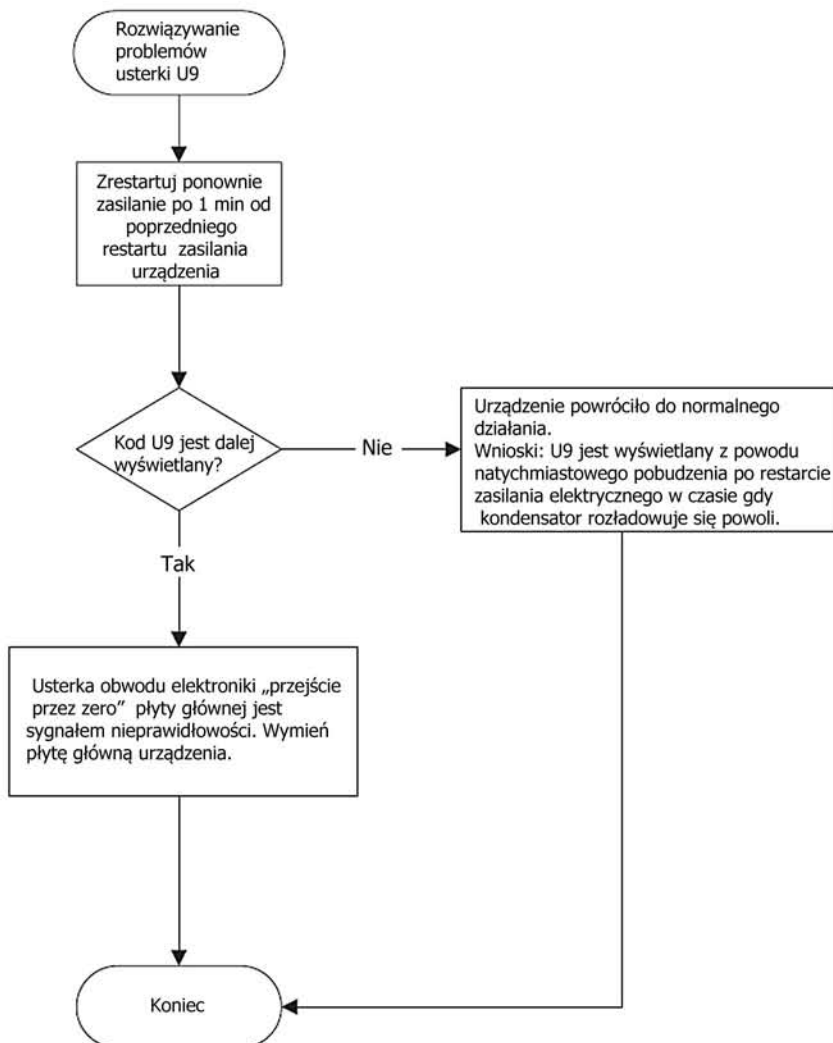 Rozwiązywanie
problemów
usterki U9
Zrestartuj ponownie
zasilanie po 1 min od
poprzedniego
restartu zasilania
urządzenia
Kod U9 jest dalej
wyświetlany?
Nie
Urządzenie powróciło do normalnego
działania.
Wnioski: U9 jest wyświetlany z powodu
natychmiastowego pobudzenia po restarcie
zasilania elektrycznego w czasie gdy
kondensator rozładowuje się powoli.
Tak
Usterka obwodu elektroniki „przejście
przez zero” płyty głównej jest
sygnałem nieprawidłowości. Wymień
płytę główną urządzenia.
Koniec